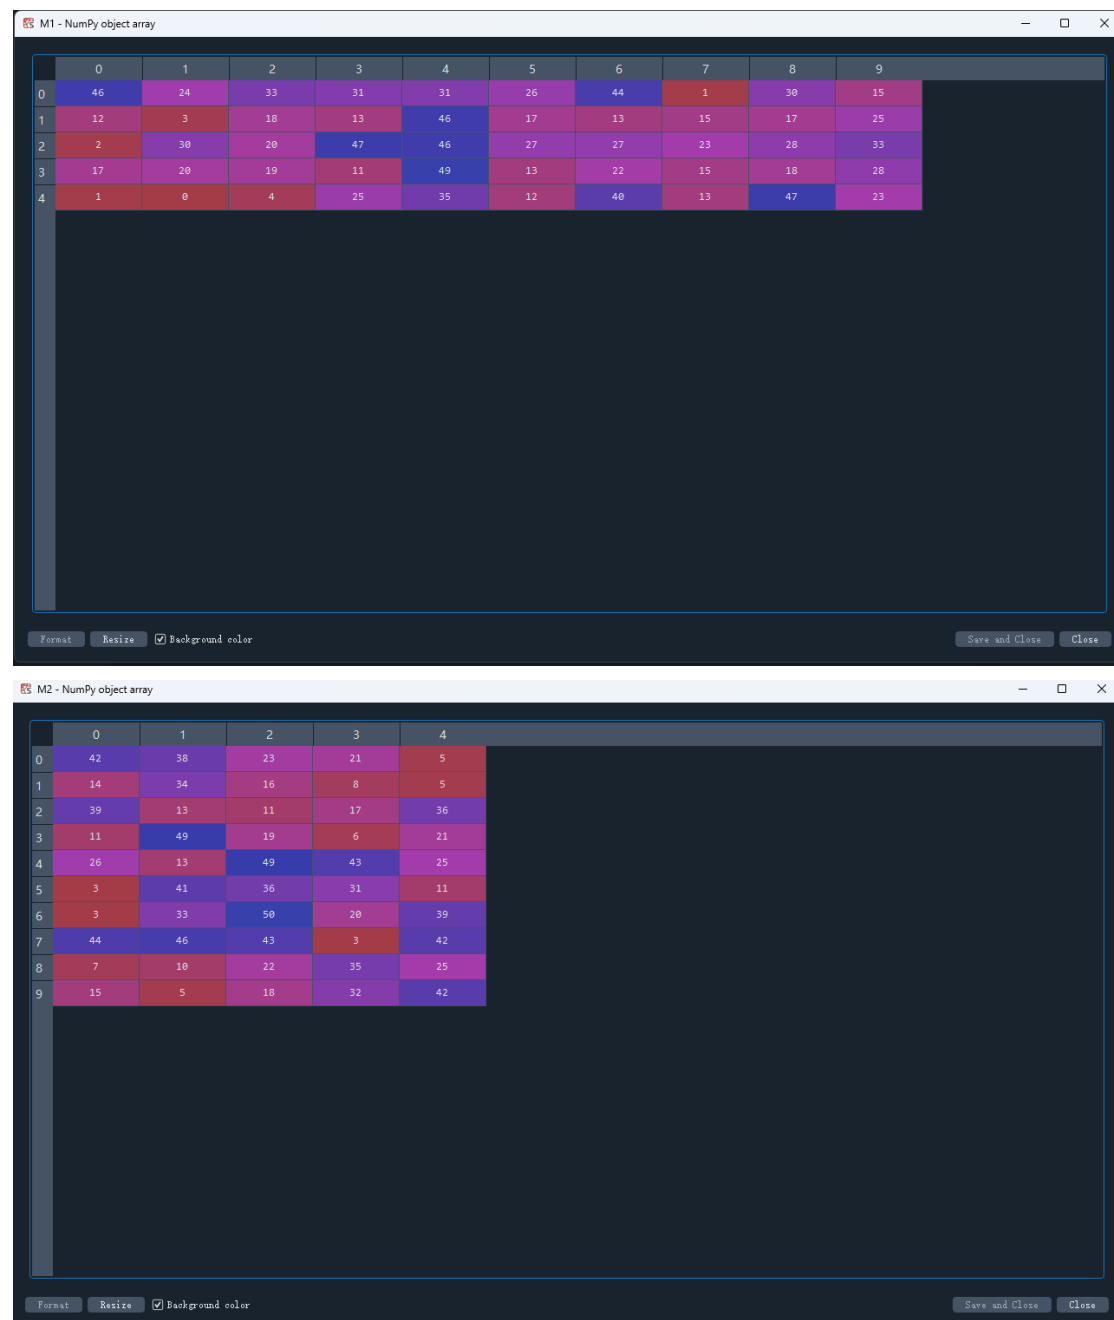 M1 - NumPy object array
0 1 2 3 4 5 6 7 8 9
0 46 24 33 31 31 26 44 1 30 15
1 12 3 18 13 46 17 13 15 17 25
2 2 30 20 47 46 27 27 23 28 33
3 17 20 19 11 49 13 22 15 18 28
4 1 0 4 25 35 12 40 13 47 23
Format Resize Background color Save and Close Close
M2 - NumPy object array
0 1 2 3 4
0 42 38 23 21 5
1 14 34 16 8 5
2 39 13 11 17 36
3 11 49 19 6 21
4 26 13 49 43 25
5 3 41 36 31 11
6 3 33 50 20 39
7 44 46 43 3 42
8 7 10 22 35 25
9 15 5 18 32 42
Format Resize Background color Save and Close Close